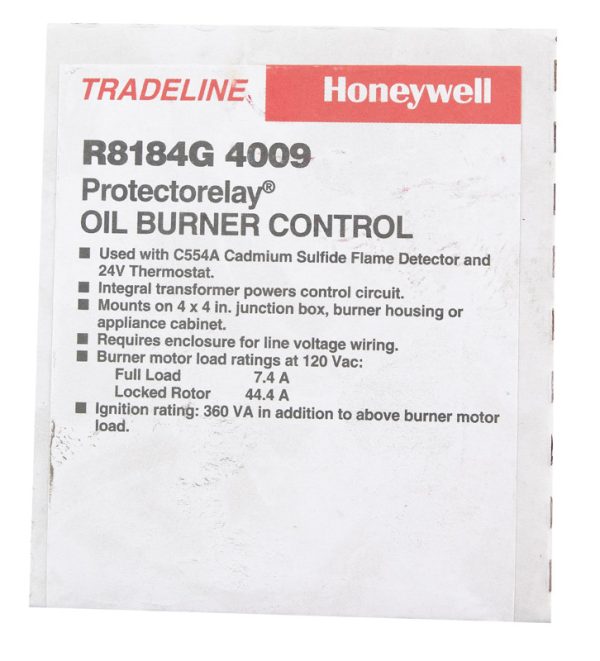 TRADELINE Honeywell
R8184G 4009
Protectorelay®
OIL BURNER CONTROL
■ Used with C554A Cadmium Sulfide Flame Detector and
24V Thermostat.
■ Integral transformer powers control circuit.
■ Mounts on 4 x 4 in. junction box, burner housing or
appliance cabinet.
■ Requires enclosure for line voltage wiring.
■ Burner motor load ratings at 120 Vac:
Full Load 7.4 A
Locked Rotor 44.4 A
■ Ignition rating: 360 VA in addition to above burner motor
load.